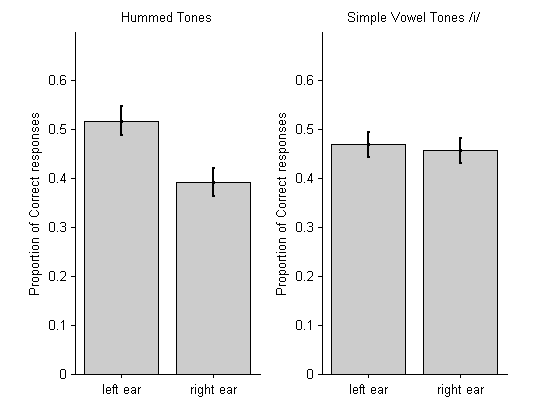 Hummed Tones
Proportion of Correct responses
0.6
0.5
0.4
0.3
0.2
0.1
0
left ear right ear
Simple Vowel Tones /i/
Proportion of Correct responses
0.6
0.5
0.4
0.3
0.2
0.1
0
left ear right ear